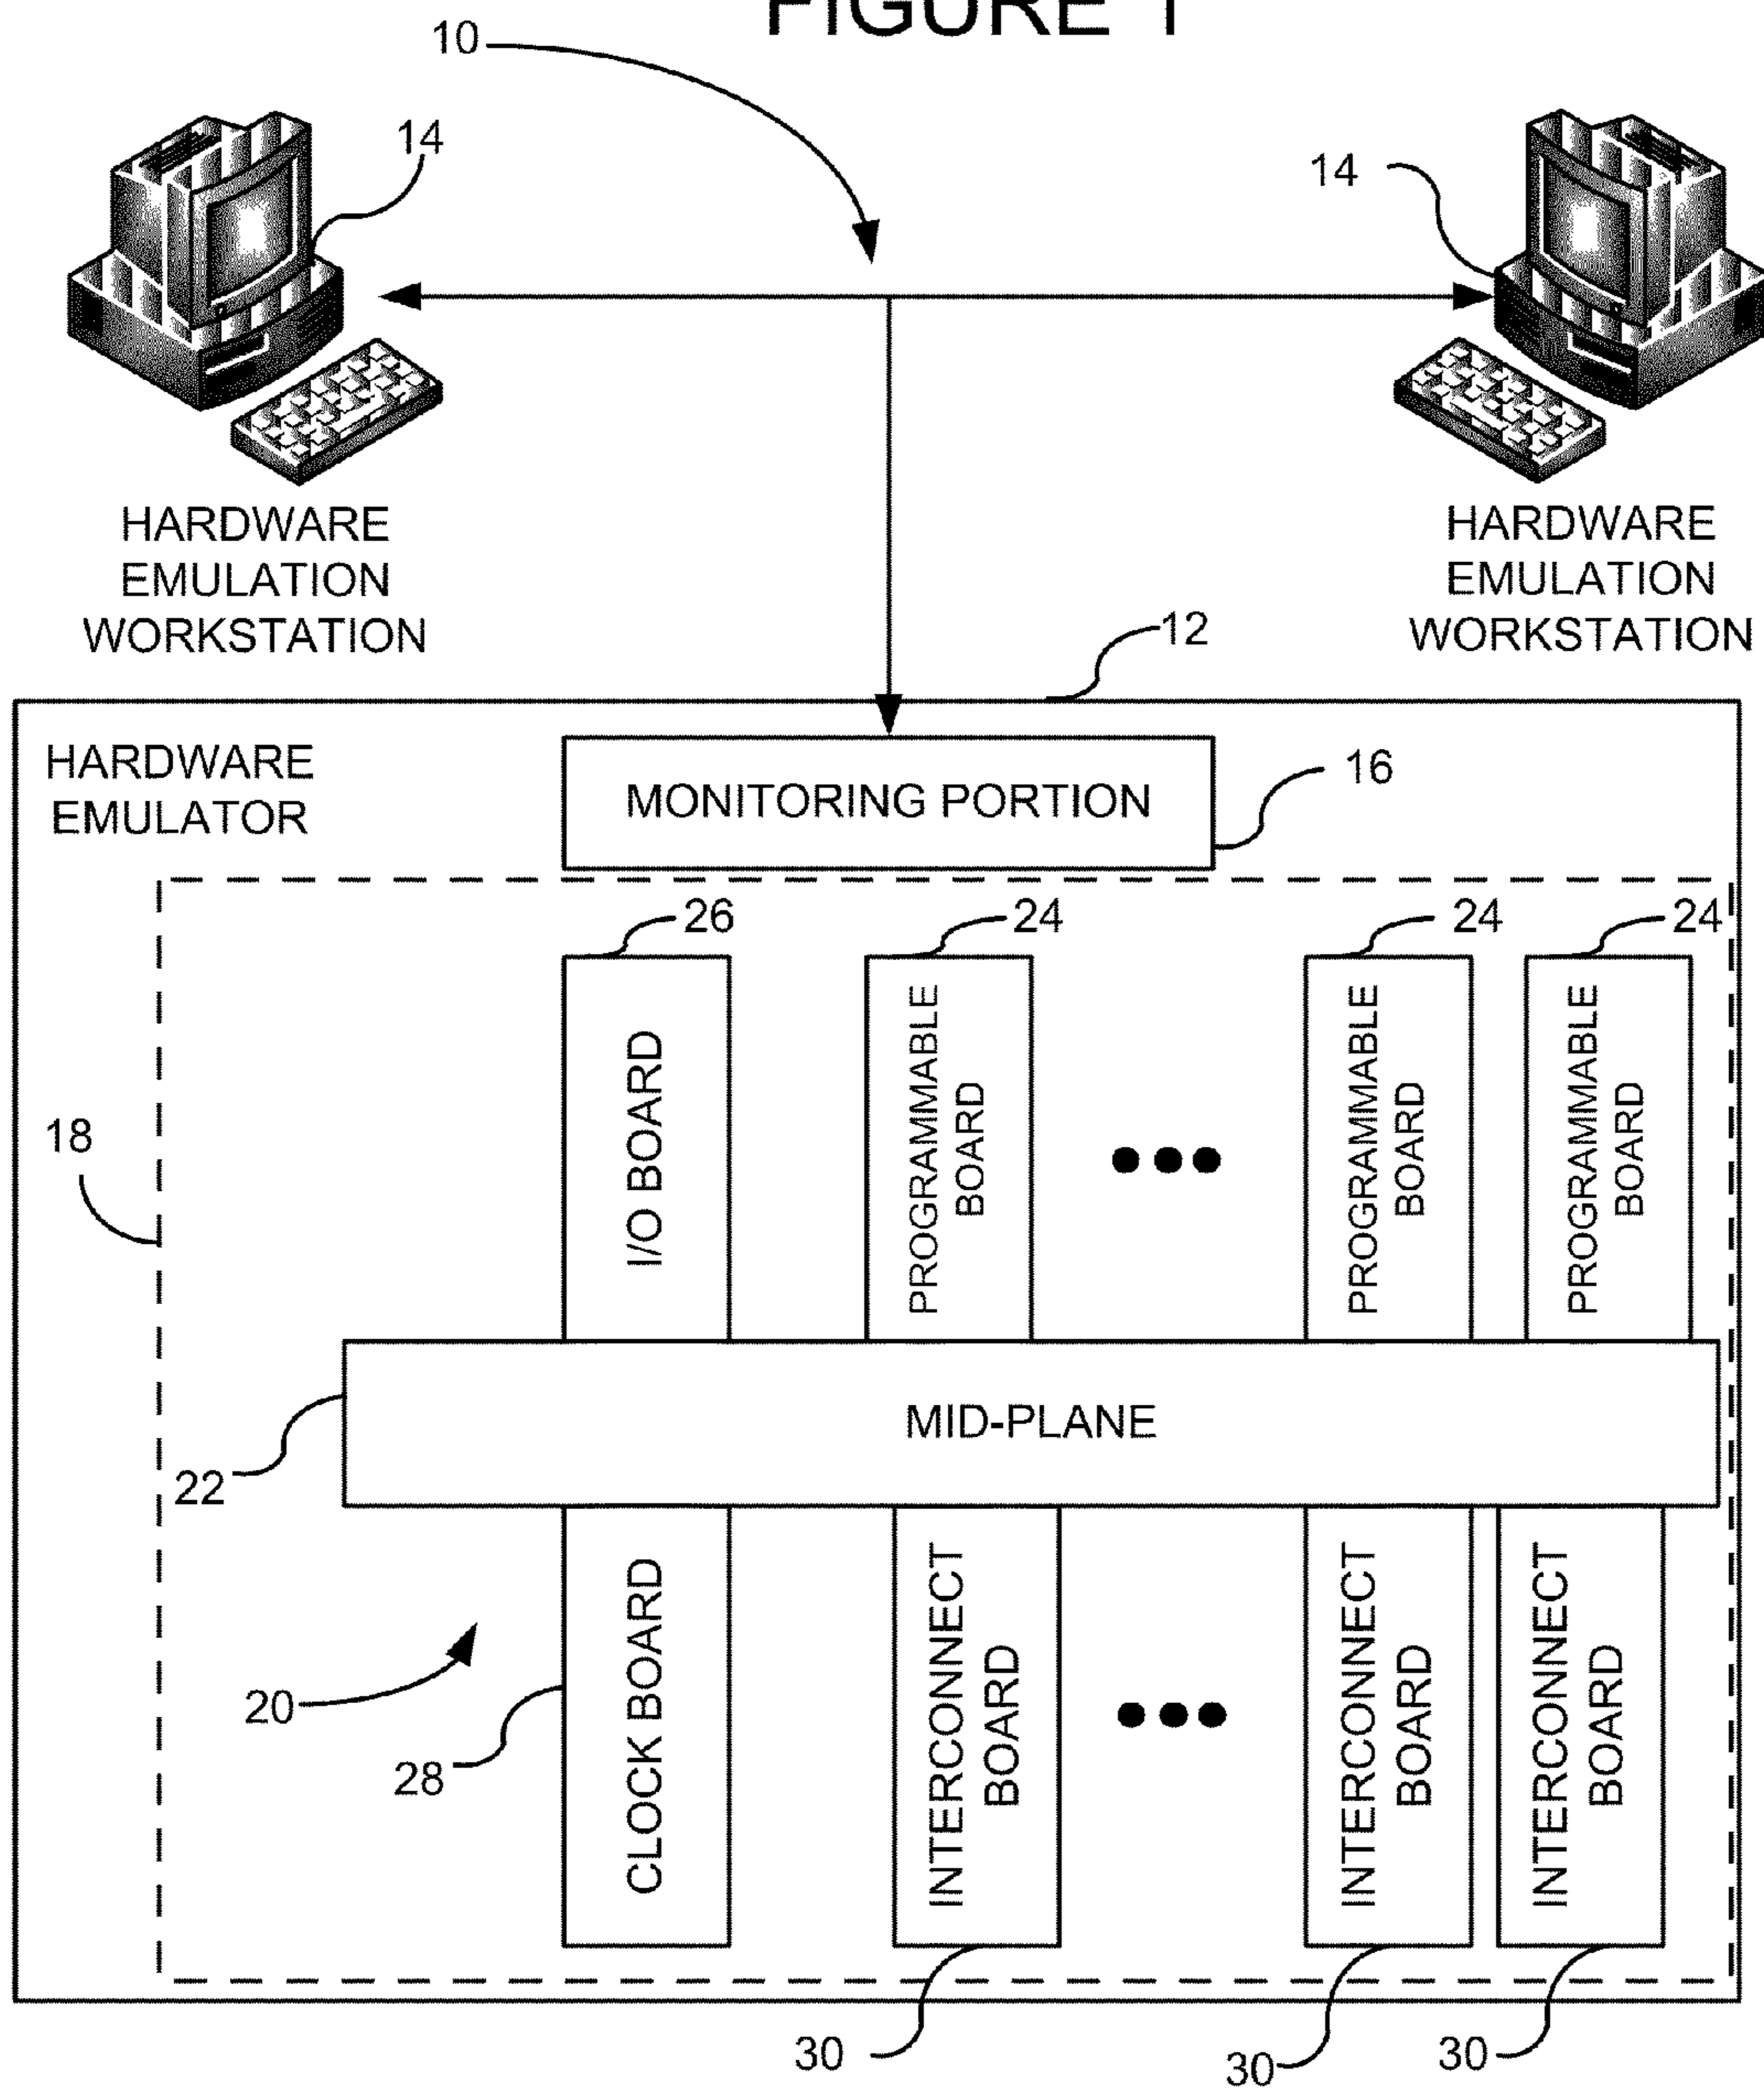 FIGURE 1
10
14
14
HARDWARE
EMULATION
WORKSTATION
HARDWARE
EMULATION
WORKSTATION
12
HARDWARE
EMULATOR
MONITORING PORTION
16
26
24
24
24
I/O BOARD
PROGRAMMABLE
BOARD
PROGRAMMABLE
BOARD
PROGRAMMABLE
BOARD
18
MID-PLANE
22
CLOCK BOARD
INTERCONNECT
BOARD
INTERCONNECT
BOARD
INTERCONNECT
BOARD
20
28
30
30
30